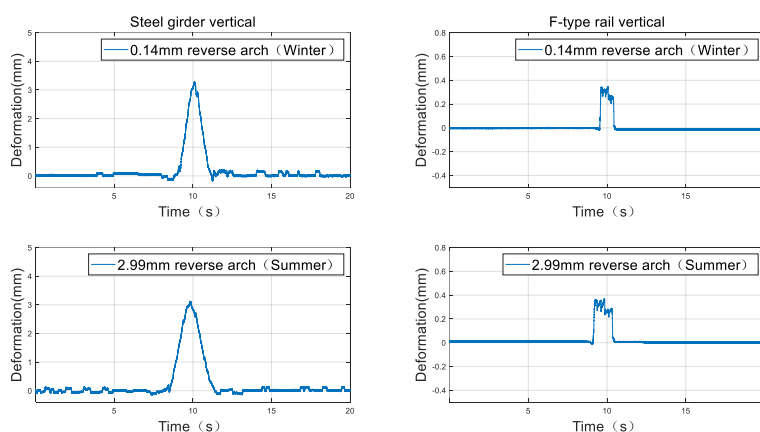 Steel girder vertical
5
4
3
2
1
0
Deformation(mm)
0.14mm reverse arch（Winter）
5
10
15
20
Time（s）
F-type rail vertical
0.8
0.6
0.4
0.2
0
-0.2
-0.4
Deformation(mm)
0.14mm reverse arch（Winter）
5
10
15
Time（s）
5
4
3
2
1
0
Deformation(mm)
2.99mm reverse arch（Summer）
5
10
15
20
Time（s）
0.8
0.6
0.4
0.2
0
-0.2
-0.4
Deformation(mm)
2.99mm reverse arch（Summer）
5
10
15
Time（s）